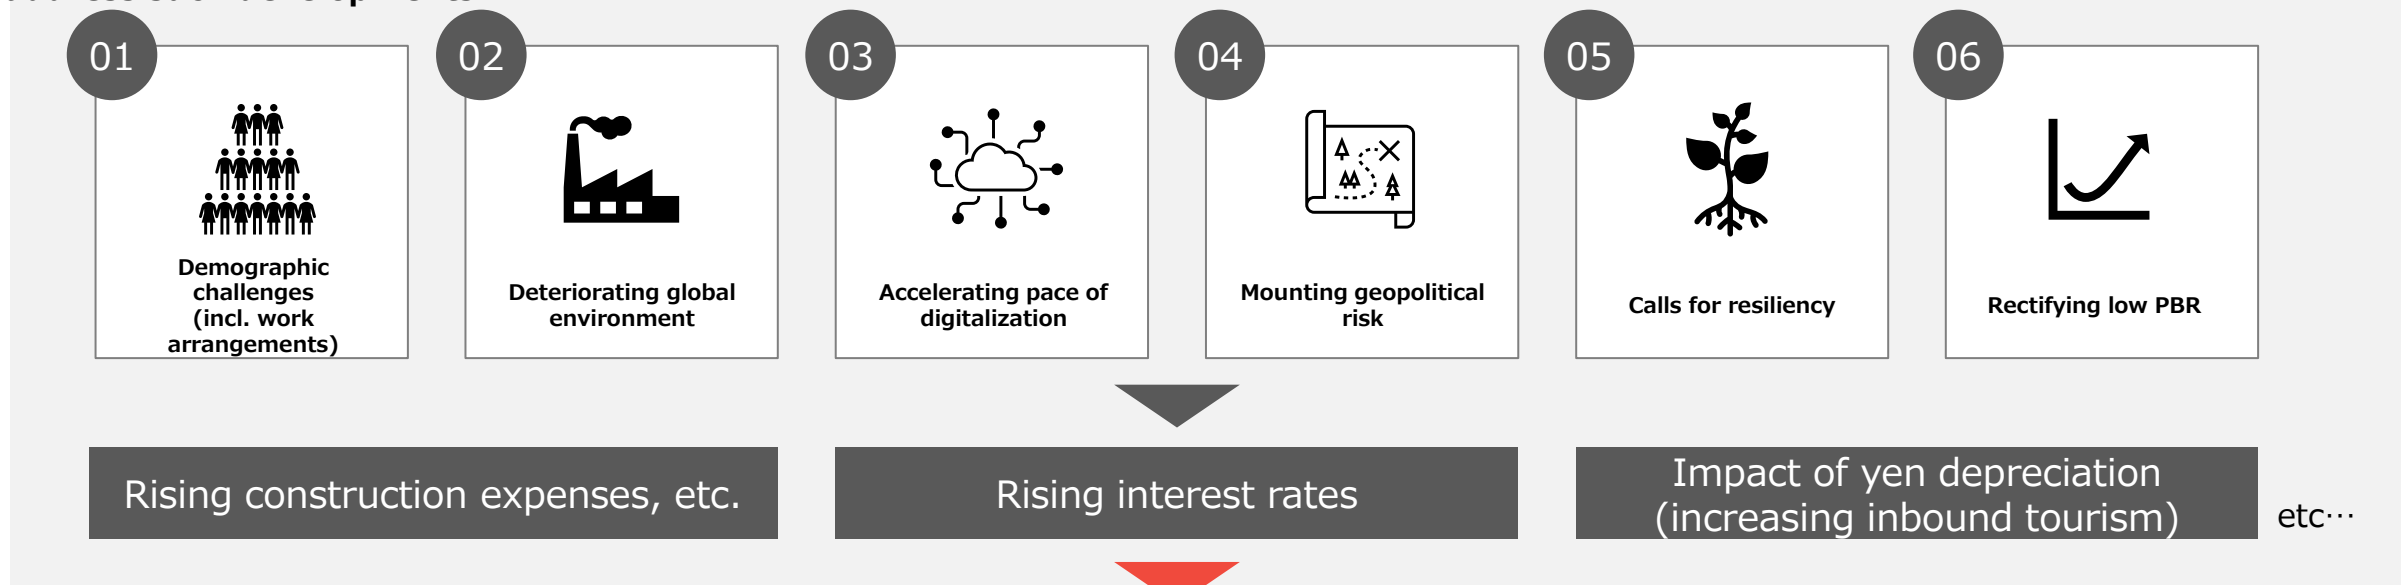 01
02
03
04
05
06
Demographic
challenges
(incl. work
arrangements)
Deteriorating global
environment
Accelerating pace of
digitalization
Mounting geopolitical
risk
Calls for resiliency
Rectifying low PBR
Rising construction expenses, etc.
Rising interest rates
Impact of yen depreciation
(increasing inbound tourism)
etc…